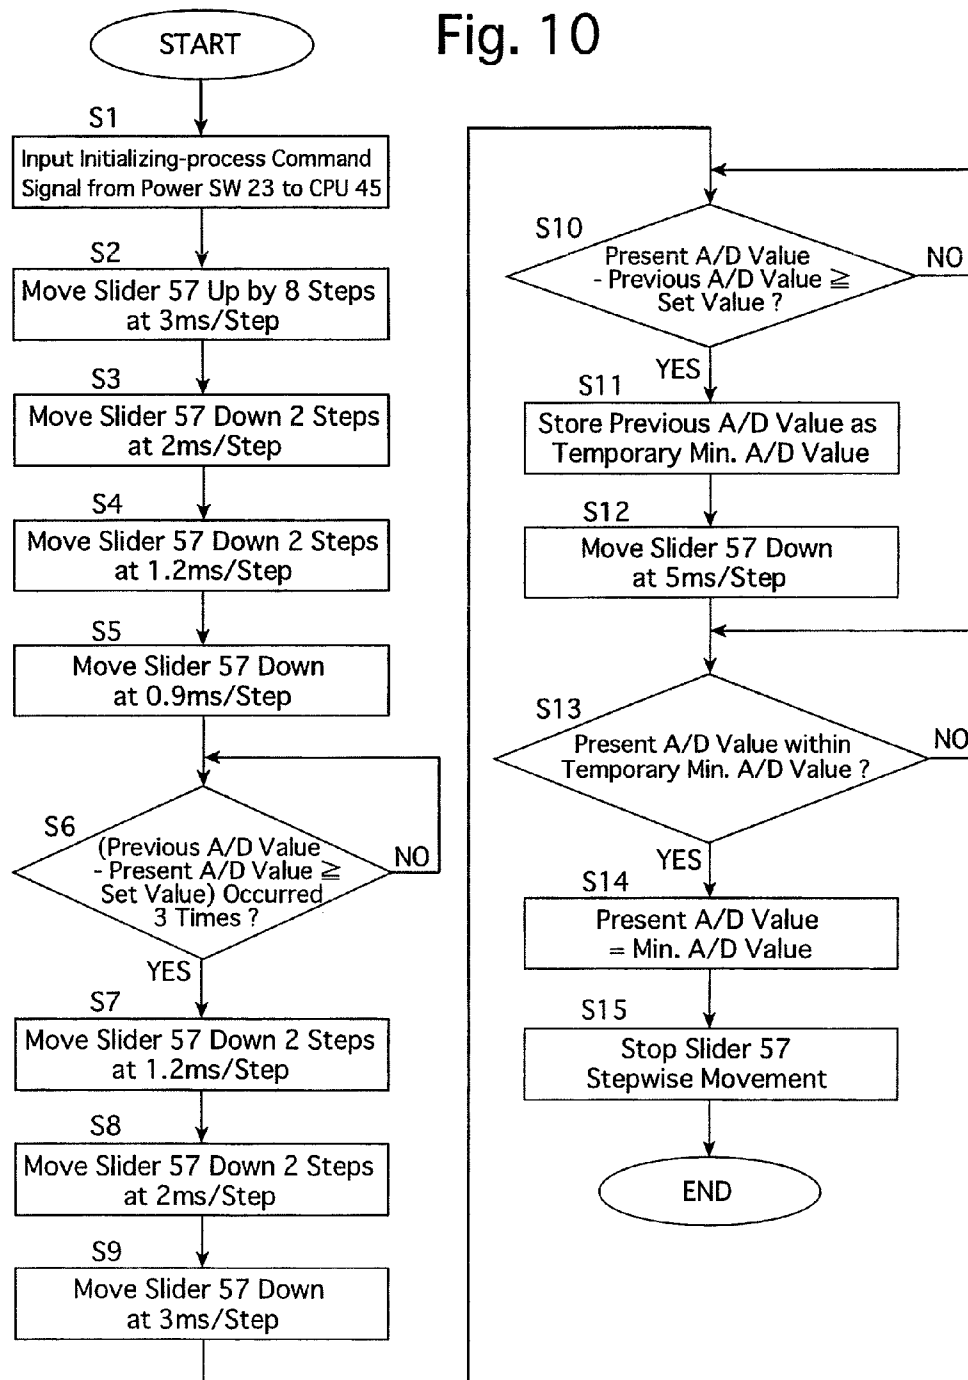 Fig. 10
START
S1
Input Initializing-process Command
Signal from Power SW 23 to CPU 45
S2
Move Slider 57 Up by 8 Steps
at 3ms/Step
S3
Move Slider 57 Down 2 Steps
at 2ms/Step
S4
Move Slider 57 Down 2 Steps
at 1.2ms/Step
S5
Move Slider 57 Down
at 0.9ms/Step
S6
(Previous A/D Value
- Present A/D Value ≧
Set Value) Occurred
3 Times ?
NO
YES
S7
Move Slider 57 Down 2 Steps
at 1.2ms/Step
S8
Move Slider 57 Down 2 Steps
at 2ms/Step
S9
Move Slider 57 Down
at 3ms/Step
S10
Present A/D Value
- Previous A/D Value ≧
Set Value ?
NO
YES
S11
Store Previous A/D Value as
Temporary Min. A/D Value
S12
Move Slider 57 Down
at 5ms/Step
S13
Present A/D Value within
Temporary Min. A/D Value ?
NO
YES
S14
Present A/D Value
= Min. A/D Value
S15
Stop Slider 57
Stepwise Movement
END